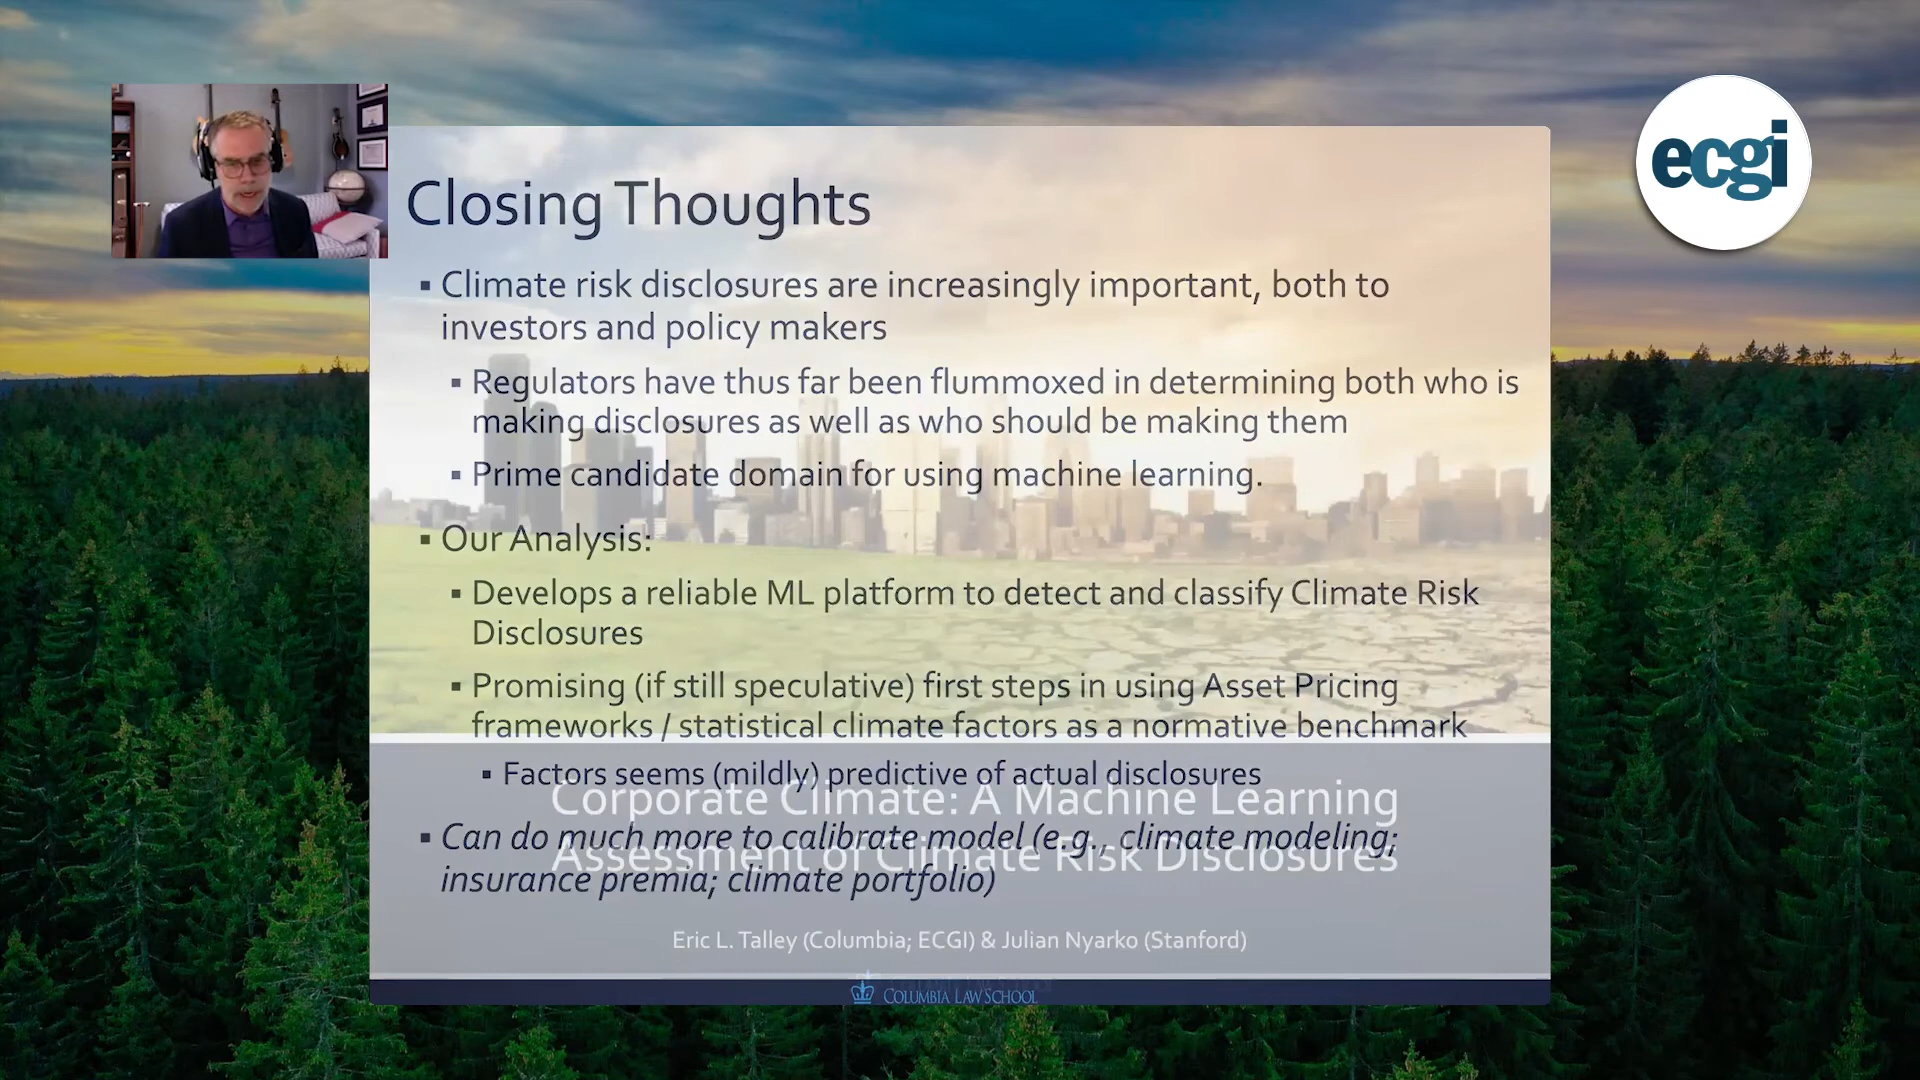 ecgi
Closing Thoughts
▪ Climate risk disclosures are increasingly important, both to
investors and policy makers
▪ Regulators have thus far been flummoxed in determining both who is
making disclosures as well as who should be making them
▪ Prime candidate domain for using machine learning.
▪ Our Analysis:
▪ Develops a reliable ML platform to detect and classify Climate Risk
Disclosures
▪ Promising (if still speculative) first steps in using Asset Pricing
frameworks / statistical climate factors as a normative benchmark
▪ Factors seems (mildly) predictive of actual disclosures
Corporate Climate: A Machine Learning
▪ Can do much more to calibrate model (e.g., climate modeling;
Assessment of Climate Risk Disclosures
insurance premia; climate portfolio)
Eric L. Talley (Columbia; ECGI) & Julian Nyarko (Stanford)
COLUMBIA LAW SCHOOL